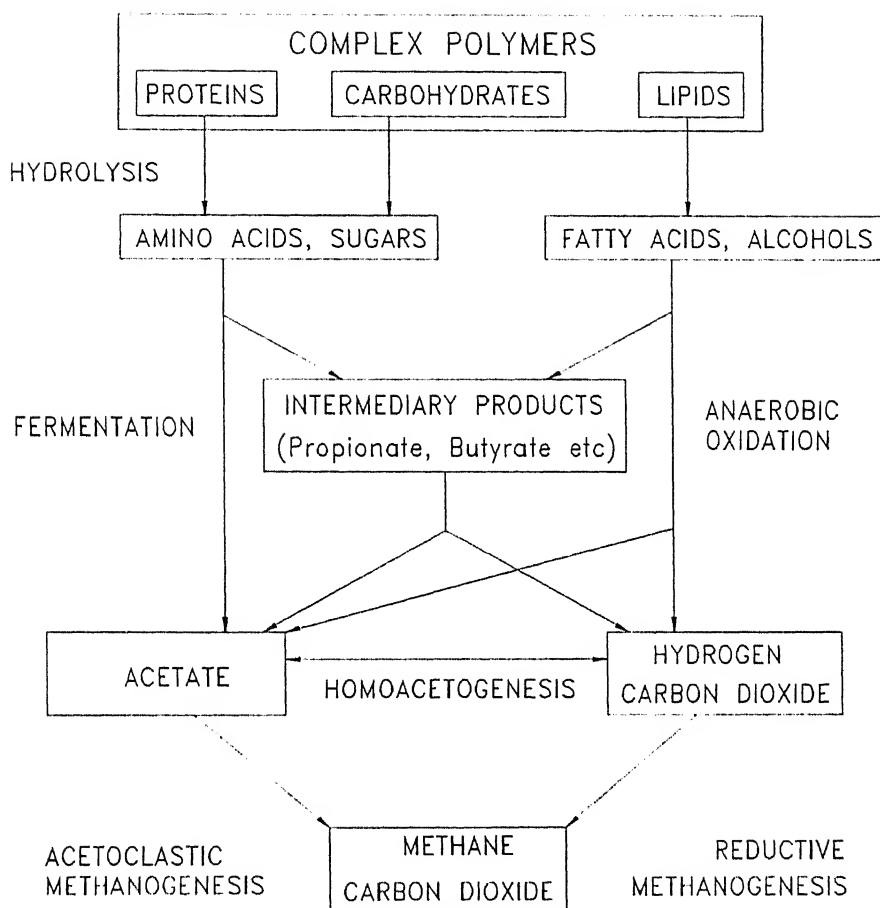 COMPLEX POLYMERS
PROTEINS
CARBOHYDRATES
LIPIDS
HYDROLYSIS
AMINO ACIDS, SUGARS
FATTY ACIDS, ALCOHOLS
INTERMEDIARY PRODUCTS
(Propionate, Butyrate etc)
FERMENTATION
ANAEROBIC
OXIDATION
ACETATE
HOMOACETOGENESIS
HYDROGEN
CARBON DIOXIDE
ACETOCLASTIC
METHANOGENESIS
METHANE
CARBON DIOXIDE
REDUCTIVE
METHANOGENESIS